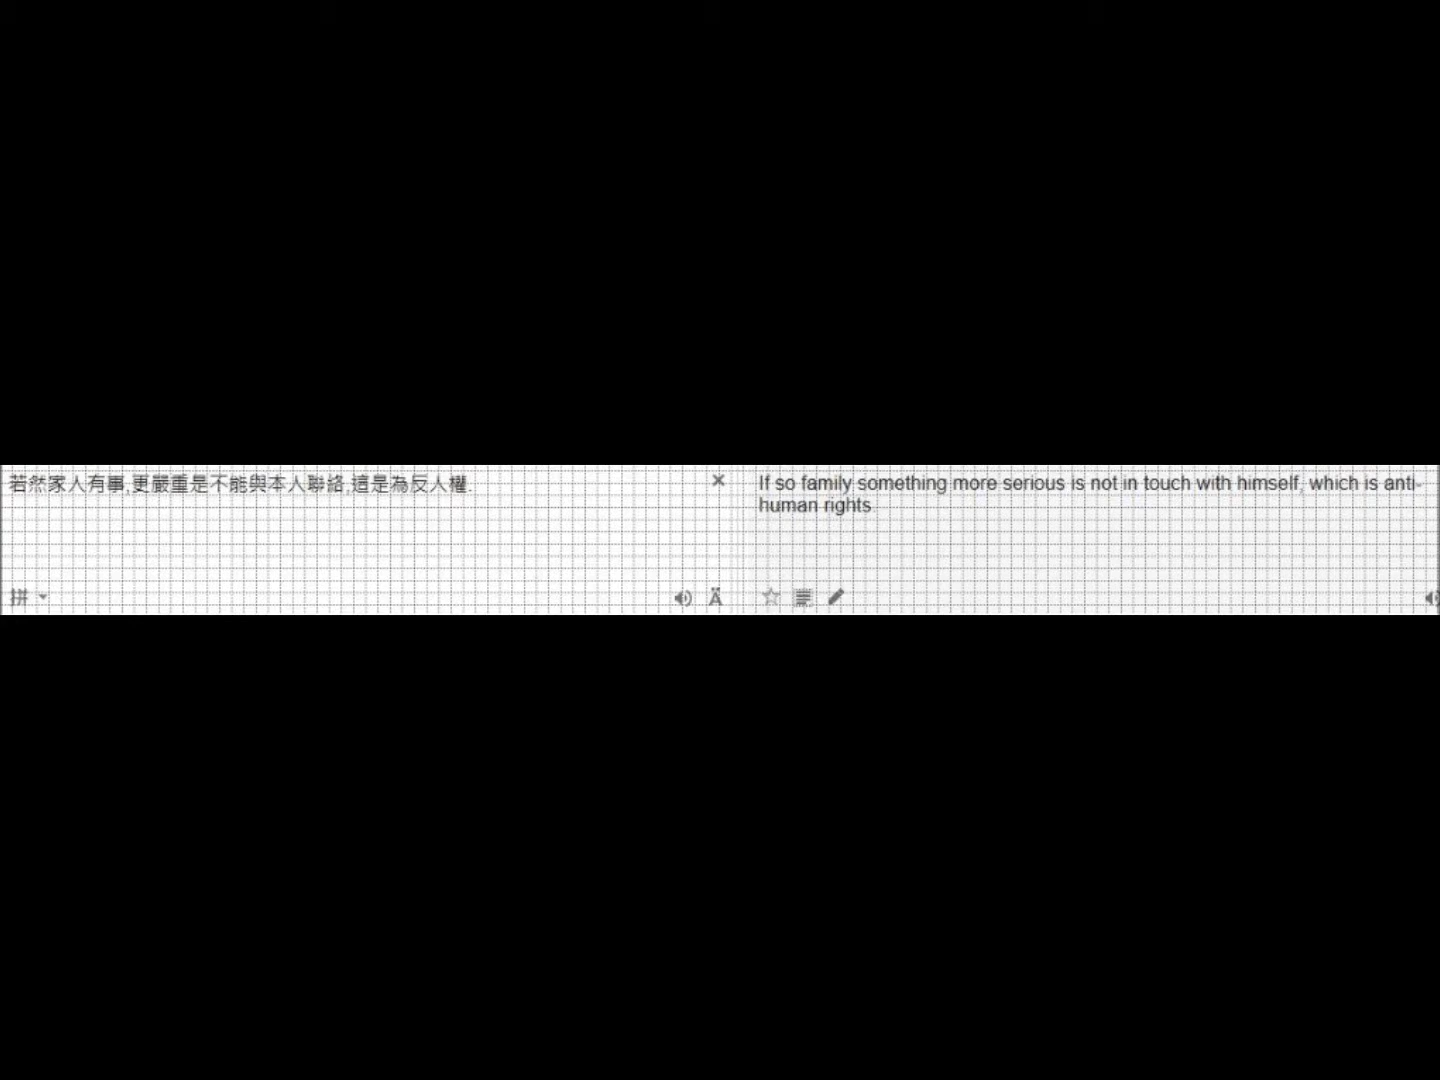 若然家人有事,更嚴重是不能與本人聯絡,這是為反人權.
If so family something more serious is not in touch with himself, which is anti-
human rights.
拼
Ä